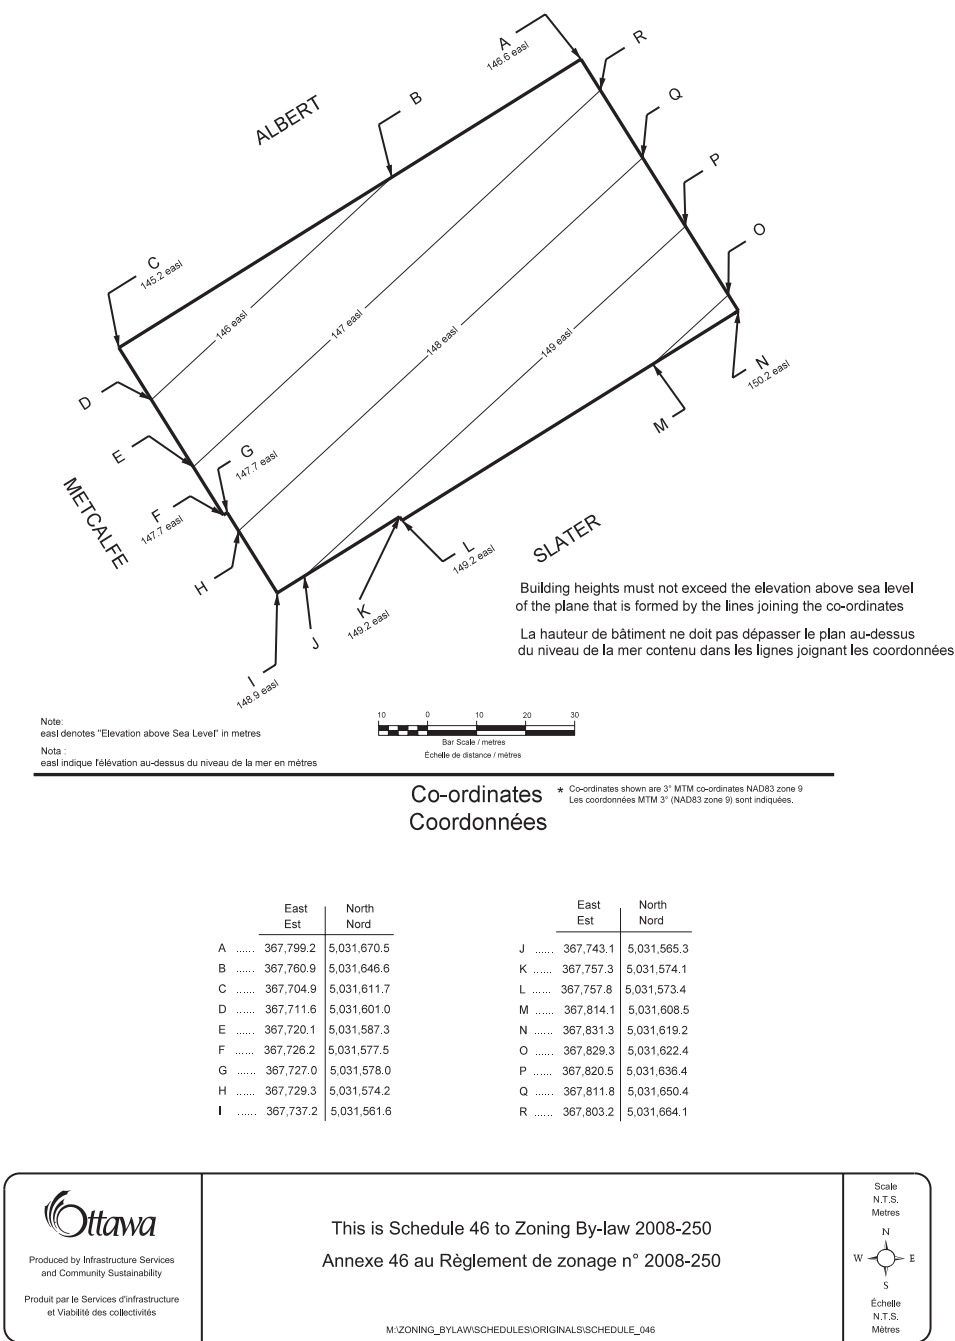 A
146.6 easl
R
B
Q
ALBERT
P
O
C
145.2 easl
146 easl
147 easl
148 easl
149 easl
N
150.2 easl
D
M
E
G
147.7 easl
METCALFE
F
147.7 easl
SLATER
L
149.2 easl
H
K
149.2 easl
J
I
148.9 easl
Building heights must not exceed the elevation above sea level
of the plane that is formed by the lines joining the co-ordinates
La hauteur de bâtiment ne doit pas dépasser le plan au-dessus
du niveau de la mer contenu dans les lignes joignant les coordonnées
Note:
easl denotes "Elevation above Sea Level" in metres
Nota :
easl indique l'élévation au-dessus du niveau de la mer en mètres
10 0 10 20 30
Bar Scale / metres
Échelle de distance / mètres
Co-ordinates
Coordonnées
* Co-ordinates shown are 3° MTM co-ordinates NAD83 zone 9
Les coordonnées MTM 3° (NAD83 zone 9) sont indiquées.
East North
Est Nord
A ...... 367,799.2 5,031,670.5
B ...... 367,760.9 5,031,646.6
C ...... 367,704.9 5,031,611.7
D ...... 367,711.6 5,031,601.0
E ...... 367,720.1 5,031,587.3
F ...... 367,726.2 5,031,577.5
G ...... 367,727.0 5,031,578.0
H ...... 367,729.3 5,031,574.2
I ...... 367,737.2 5,031,561.6
East North
Est Nord
J ...... 367,743.1 5,031,565.3
K ...... 367,757.3 5,031,574.1
L ...... 367,757.8 5,031,573.4
M ...... 367,814.1 5,031,608.5
N ...... 367,831.3 5,031,619.2
O ...... 367,829.3 5,031,622.4
P ...... 367,820.5 5,031,636.4
Q ...... 367,811.8 5,031,650.4
R ...... 367,803.2 5,031,664.1
Ottawa
Produced by Infrastructure Services
and Community Sustainability
Produit par le Services d'infrastructure
et Viabilité des collectivités
This is Schedule 46 to Zoning By-law 2008-250
Annexe 46 au Règlement de zonage n° 2008-250
M:\ZONING_BYLAW\SCHEDULES\ORIGINALS\SCHEDULE_046
Scale
N.T.S.
Metres
N
W E
S
Échelle
N.T.S.
Mètres